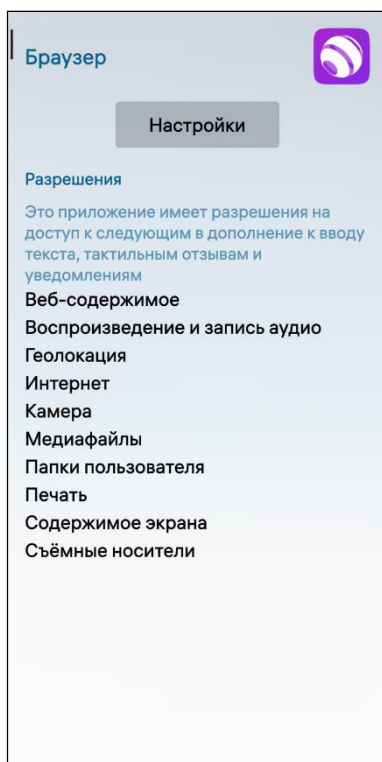 Браузер
Настройки
Разрешения
Это приложение имеет разрешения на
доступ к следующим в дополнение к вводу
текста, тактильным отзывам и
уведомлениям
Веб-содержимое
Воспроизведение и запись аудио
Геолокация
Интернет
Камера
Медиафайлы
Папки пользователя
Печать
Содержимое экрана
Съёмные носители